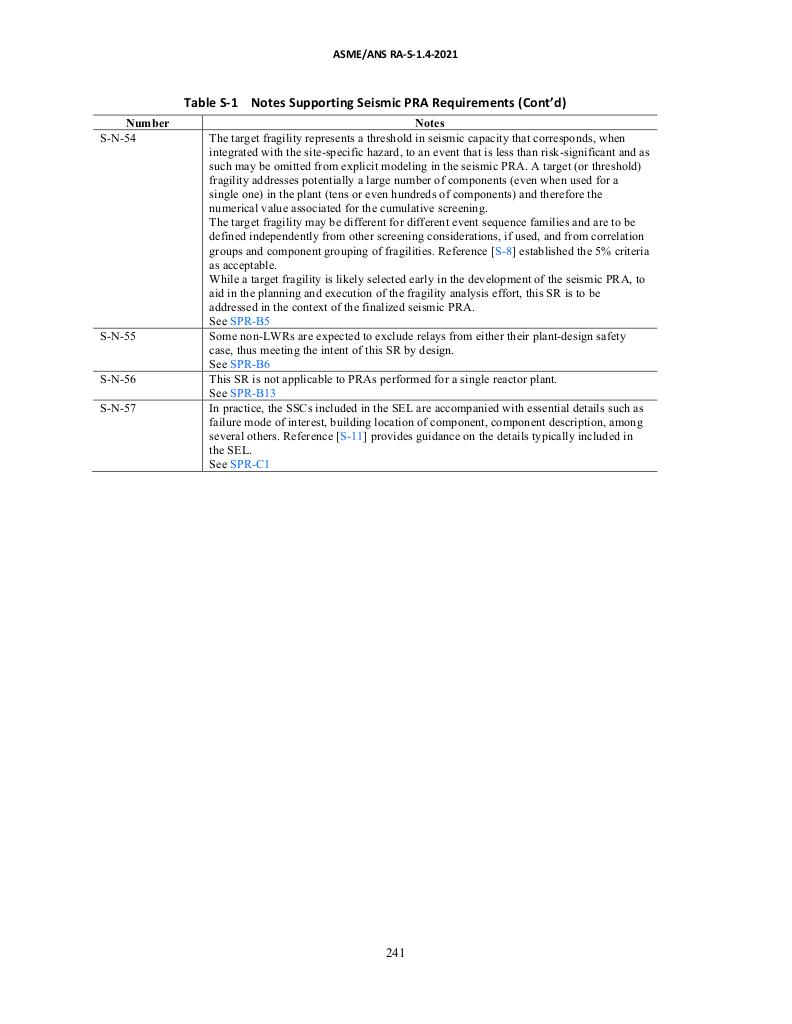 ASME/ANS RA-S-1.4-2021
Table S-1 Notes Supporting Seismic PRA Requirements (Cont'd)
Number Notes
S-N-54 The target fragility represents a threshold in seismic capacity that corresponds, when
integrated with the site-specific hazard, to an event that is less than risk-significant and as
such may be omitted from explicit modeling in the seismic PRA. A target (or threshold)
fragility addresses potentially a large number of components (even when used for a
single one) in the plant (tens or even hundreds of components) and therefore the
numerical value associated for the cumulative screening.
The target fragility may be different for different event sequence families and are to be
defined independently from other screening considerations, if used, and from correlation
groups and component grouping of fragilities. Reference [S-8] established the 5% criteria
as acceptable.
While a target fragility is likely selected early in the development of the seismic PRA, to
aid in the planning and execution of the fragility analysis effort, this SR is to be
addressed in the context of the finalized seismic PRA.
See SPR-B5
S-N-55 Some non-LWRs are expected to exclude relays from either their plant-design safety
case, thus meeting the intent of this SR by design.
See SPR-B6
S-N-56 This SR is not applicable to PRAs performed for a single reactor plant.
See SPR-B13
S-N-57 In practice, the SSCs included in the SEL are accompanied with essential details such as
failure mode of interest, building location of component, component description, among
several others. Reference [S-11] provides guidance on the details typically included in
the SEL.
See SPR-C1
241